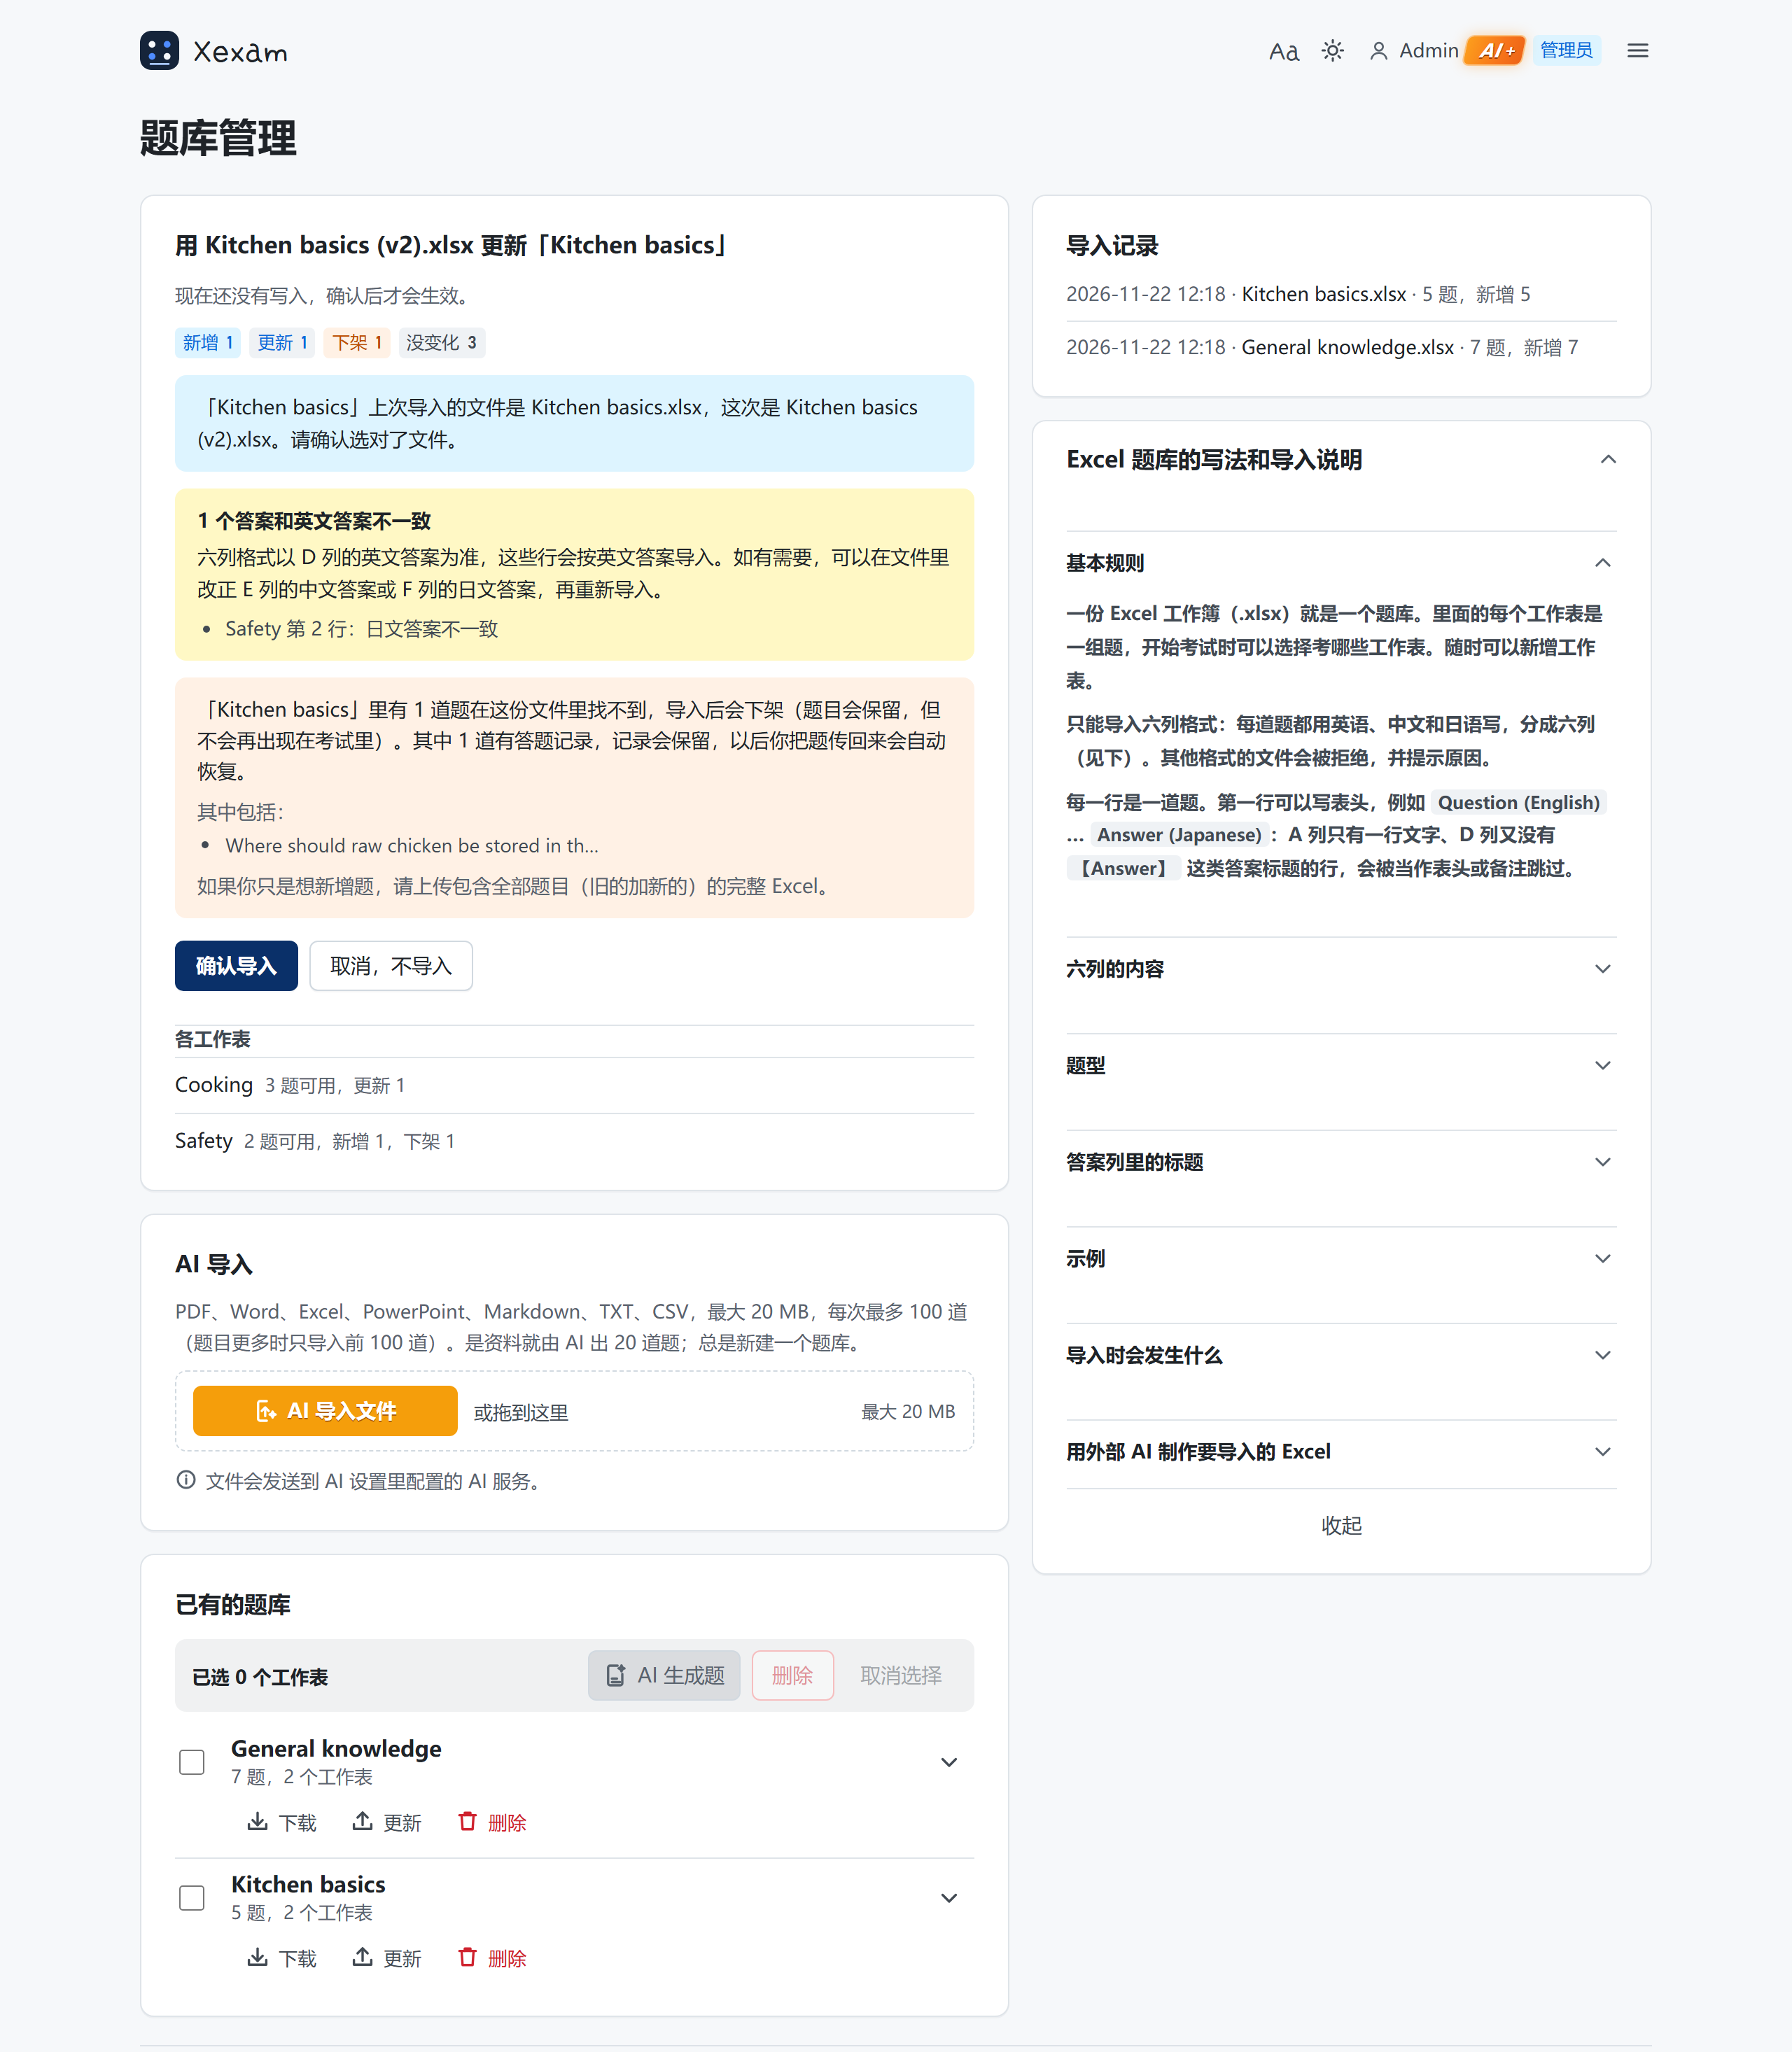 Xexam
Aa
Admin
AI+
管理员
题库管理
用 Kitchen basics (v2).xlsx 更新「Kitchen basics」
现在还没有写入，确认后才会生效。
新增 1
更新 1
下架 1
没变化 3
「Kitchen basics」上次导入的文件是 Kitchen basics.xlsx，这次是 Kitchen basics
(v2).xlsx。请确认选对了文件。
1 个答案和英文答案不一致
六列格式以 D 列的英文答案为准，这些行会按英文答案导入。如有需要，可以在文件里
改正 E 列的中文答案或 F 列的日文答案，再重新导入。
• Safety 第 2 行：日文答案不一致
「Kitchen basics」里有 1 道题在这份文件里找不到，导入后会下架（题目会保留，但
不会再出现在考试里）。其中 1 道有答题记录，记录会保留，以后你把题传回来会自动
恢复。
其中包括：
• Where should raw chicken be stored in th...
如果你只是想新增题，请上传包含全部题目（旧的加新的）的完整 Excel。
确认导入
取消，不导入
各工作表
Cooking 3 题可用，更新 1
Safety 2 题可用，新增 1，下架 1
AI 导入
PDF、Word、Excel、PowerPoint、Markdown、TXT、CSV，最大 20 MB，每次最多 100 道
（题目更多时只导入前 100 道）。是资料就由 AI 出 20 道题；总是新建一个题库。
AI 导入文件
或拖到这里
最大 20 MB
文件会发送到 AI 设置里配置的 AI 服务。
已有的题库
已选 0 个工作表
AI 生成题
删除
取消选择
General knowledge
7 题，2 个工作表
下载
更新
删除
Kitchen basics
5 题，2 个工作表
下载
更新
删除
导入记录
2026-11-22 12:18 · Kitchen basics.xlsx · 5 题，新增 5
2026-11-22 12:18 · General knowledge.xlsx · 7 题，新增 7
Excel 题库的写法和导入说明
基本规则
一份 Excel 工作簿（.xlsx）就是一个题库。里面的每个工作表是
一组题，开始考试时可以选择考哪些工作表。随时可以新增工作
表。
只能导入六列格式：每道题都用英语、中文和日语写，分成六列
（见下）。其他格式的文件会被拒绝，并提示原因。
每一行是一道题。第一行可以写表头，例如 Question (English)
... Answer (Japanese) ：A 列只有一行文字、D 列又没有
【Answer】 这类答案标题的行，会被当作表头或备注跳过。
六列的内容
题型
答案列里的标题
示例
导入时会发生什么
用外部 AI 制作要导入的 Excel
收起